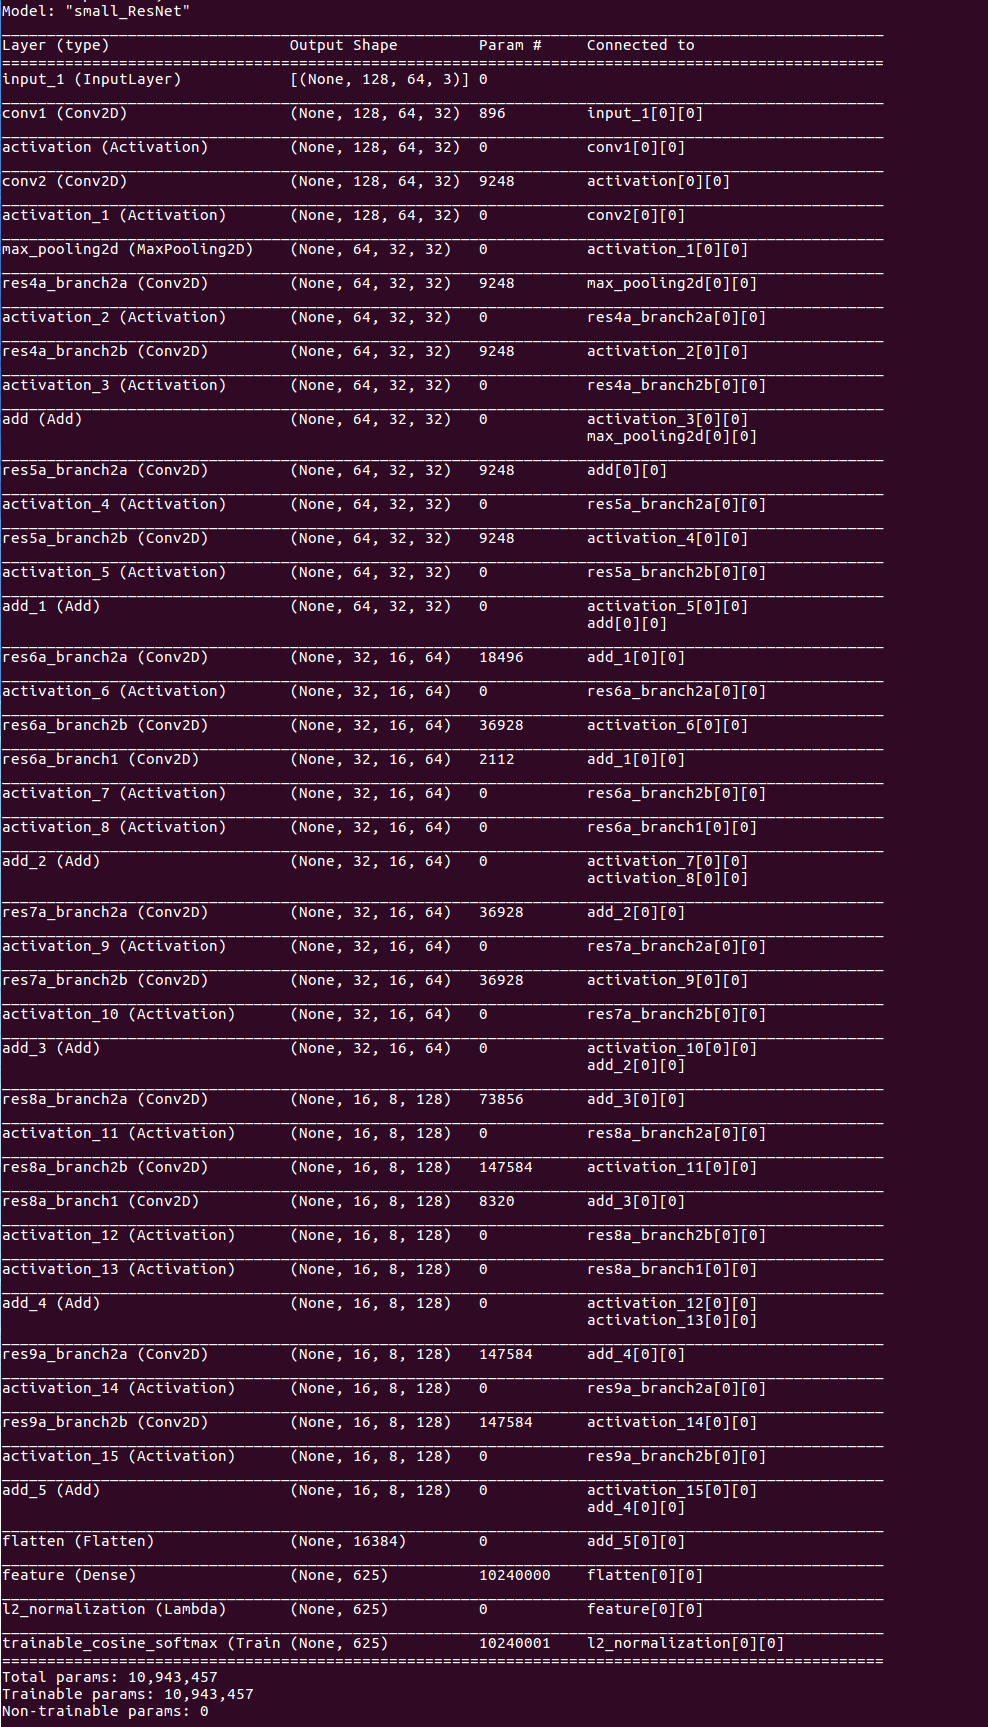 Model: "small_ResNet"
Layer (type) Output Shape Param # Connected to
input_1 (InputLayer) [(None, 128, 64, 3)] 0
conv1 (Conv2D) (None, 128, 64, 32) 896 input_1[0][0]
activation (Activation) (None, 128, 64, 32) 0 conv1[0][0]
conv2 (Conv2D) (None, 128, 64, 32) 9248 activation[0][0]
activation_1 (Activation) (None, 128, 64, 32) 0 conv2[0][0]
max_pooling2d (MaxPooling2D) (None, 64, 32, 32) 0 activation_1[0][0]
res4a_branch2a (Conv2D) (None, 64, 32, 32) 9248 max_pooling2d[0][0]
activation_2 (Activation) (None, 64, 32, 32) 0 res4a_branch2a[0][0]
res4a_branch2b (Conv2D) (None, 64, 32, 32) 9248 activation_2[0][0]
activation_3 (Activation) (None, 64, 32, 32) 0 res4a_branch2b[0][0]
add (Add) (None, 64, 32, 32) 0 activation_3[0][0]
max_pooling2d[0][0]
res5a_branch2a (Conv2D) (None, 64, 32, 32) 9248 add[0][0]
activation_4 (Activation) (None, 64, 32, 32) 0 res5a_branch2a[0][0]
res5a_branch2b (Conv2D) (None, 64, 32, 32) 9248 activation_4[0][0]
activation_5 (Activation) (None, 64, 32, 32) 0 res5a_branch2b[0][0]
add_1 (Add) (None, 64, 32, 32) 0 activation_5[0][0]
add[0][0]
res6a_branch2a (Conv2D) (None, 32, 16, 64) 18496 add_1[0][0]
activation_6 (Activation) (None, 32, 16, 64) 0 res6a_branch2a[0][0]
res6a_branch2b (Conv2D) (None, 32, 16, 64) 36928 activation_6[0][0]
res6a_branch1 (Conv2D) (None, 32, 16, 64) 2112 add_1[0][0]
activation_7 (Activation) (None, 32, 16, 64) 0 res6a_branch2b[0][0]
activation_8 (Activation) (None, 32, 16, 64) 0 res6a_branch1[0][0]
add_2 (Add) (None, 32, 16, 64) 0 activation_7[0][0]
activation_8[0][0]
res7a_branch2a (Conv2D) (None, 32, 16, 64) 36928 add_2[0][0]
activation_9 (Activation) (None, 32, 16, 64) 0 res7a_branch2a[0][0]
res7a_branch2b (Conv2D) (None, 32, 16, 64) 36928 activation_9[0][0]
activation_10 (Activation) (None, 32, 16, 64) 0 res7a_branch2b[0][0]
add_3 (Add) (None, 32, 16, 64) 0 activation_10[0][0]
add_2[0][0]
res8a_branch2a (Conv2D) (None, 16, 8, 128) 73856 add_3[0][0]
activation_11 (Activation) (None, 16, 8, 128) 0 res8a_branch2a[0][0]
res8a_branch2b (Conv2D) (None, 16, 8, 128) 147584 activation_11[0][0]
res8a_branch1 (Conv2D) (None, 16, 8, 128) 8320 add_3[0][0]
activation_12 (Activation) (None, 16, 8, 128) 0 res8a_branch2b[0][0]
activation_13 (Activation) (None, 16, 8, 128) 0 res8a_branch1[0][0]
add_4 (Add) (None, 16, 8, 128) 0 activation_12[0][0]
activation_13[0][0]
res9a_branch2a (Conv2D) (None, 16, 8, 128) 147584 add_4[0][0]
activation_14 (Activation) (None, 16, 8, 128) 0 res9a_branch2a[0][0]
res9a_branch2b (Conv2D) (None, 16, 8, 128) 147584 activation_14[0][0]
activation_15 (Activation) (None, 16, 8, 128) 0 res9a_branch2b[0][0]
add_5 (Add) (None, 16, 8, 128) 0 activation_15[0][0]
add_4[0][0]
flatten (Flatten) (None, 16384) 0 add_5[0][0]
feature (Dense) (None, 625) 10240000 flatten[0][0]
l2_normalization (Lambda) (None, 625) 0 feature[0][0]
trainable_cosine_softmax (Train (None, 625) 10240001 l2_normalization[0][0]
Total params: 10,943,457
Trainable params: 10,943,457
Non-trainable params: 0